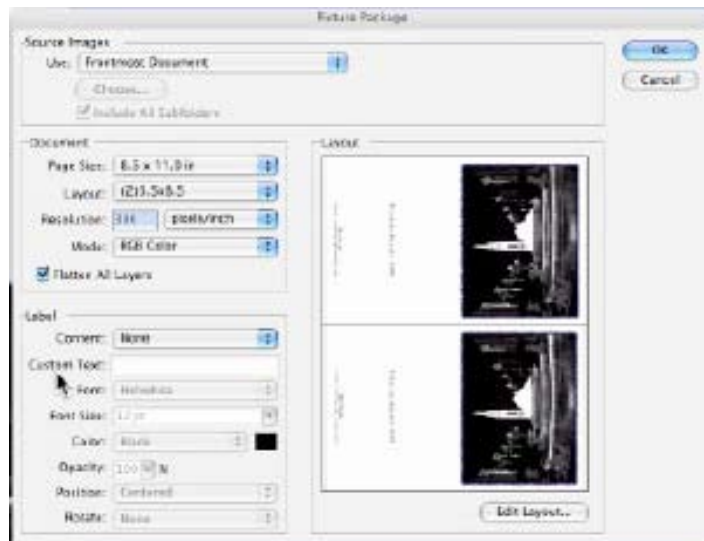 Picture Package
Source Images
Use: Frontmost Document
Choose...
Include All Subfolders
OK
Cancel
Document
Page Size: 8.5 x 11.0 in
Layout: (2)5.5x8.5
Resolution: pixels/inch
Mode: RGB Color
Flatten All Layers
Label
Content: None
Custom Text:
Font: Helvetica
Font Size: 12 pt
Color: Black
Opacity: 100 %
Position: Centered
Rotate: None
Layout
Edit Layout...